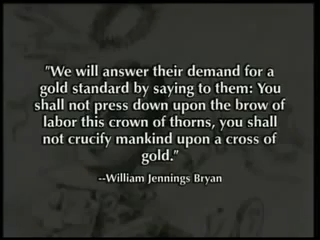 "We will answer their demand for a
gold standard by saying to them: You
shall not press down upon the brow of
labor this crown of thorns, you shall
not crucify mankind upon a cross of
gold."
--William Jennings Bryan